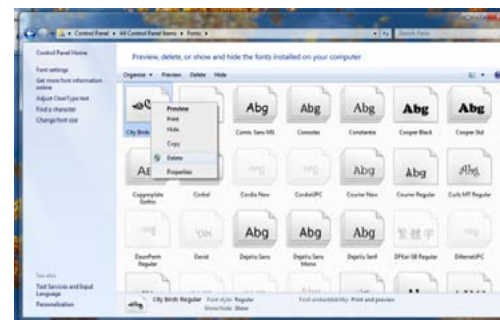 Control Panel ▸ All Control Panel Items ▸ Fonts ▸
Search Fonts
Control Panel Home
Preview, delete, or show and hide the fonts installed on your computer
Font settings
Get more font information
online
Adjust ClearType text
Find a character
Change font size
Organize
Preview
Delete
Hide
Abg Abg Abg Abg Abg
Preview
Print
Hide
Copy
Delete
Properties
City Birds
Comic Sans MS
Consolas
Constantia
Cooper Black
Cooper Std
Abg Abg Abg
Copperplate
Gothic
Corbel
Cordia New
CordiaUPC
Courier New
Courier Regular
Curlz MT Regular
Abg Abg Abg
DaunPenh
Regular
David
DejaVu Sans
DejaVu Sans
Mono
DejaVu Serif
DFKai-SB Regular
DilleniaUPC
See also
Text Services and Input
Language
Personalization
City Birds Regular
Font style: Regular
Show/hide: Show
Font embeddability: Print and preview